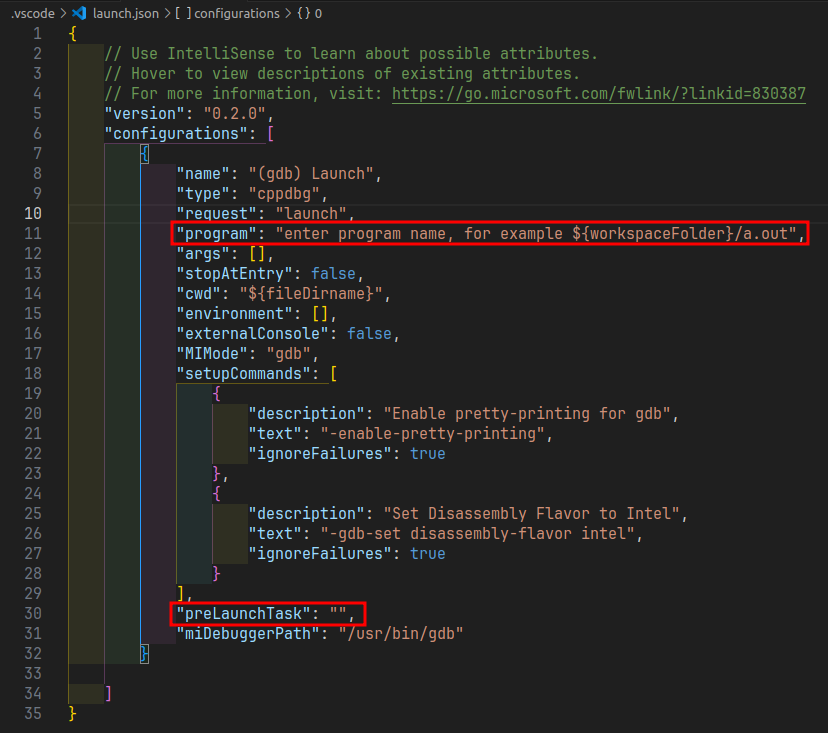 .vscode > launch.json > [ ] configurations > {} 0
1 {
2 // Use IntelliSense to learn about possible attributes.
3 // Hover to view descriptions of existing attributes.
4 // For more information, visit: https://go.microsoft.com/fwlink/?linkid=830387
5 "version": "0.2.0",
6 "configurations": [
7 {
8 "name": "(gdb) Launch",
9 "type": "cppdbg",
10 "request": "launch",
11 "program": "enter program name, for example ${workspaceFolder}/a.out",
12 "args": [],
13 "stopAtEntry": false,
14 "cwd": "${fileDirname}",
15 "environment": [],
16 "externalConsole": false,
17 "MIMode": "gdb",
18 "setupCommands": [
19 {
20 "description": "Enable pretty-printing for gdb",
21 "text": "-enable-pretty-printing",
22 "ignoreFailures": true
23 },
24 {
25 "description": "Set Disassembly Flavor to Intel",
26 "text": "-gdb-set disassembly-flavor intel",
27 "ignoreFailures": true
28 }
29 ],
30 "preLaunchTask": "",
31 "miDebuggerPath": "/usr/bin/gdb"
32 }
33
34 ]
35 }